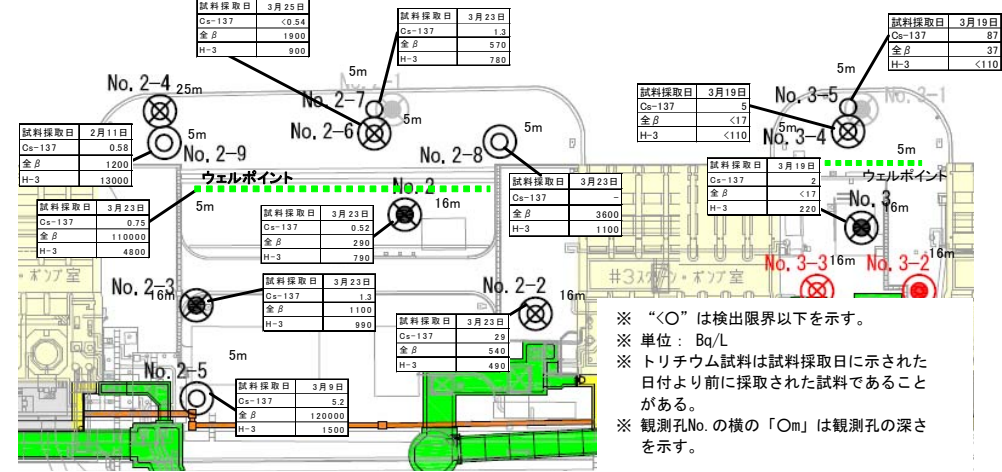 試料採取日 3月25日
Cs-137 <0.54
全β 1900
H-3 900
試料採取日 3月23日
Cs-137 1.3
全β 570
H-3 780
試料採取日 3月19日
Cs-137 87
全β 37
H-3 <110
5m
No. 2-4 25m
No. 2-7
5m
No. 2-6
5m
試料採取日 3月19日
Cs-137 5
全β <17
H-3 <110
5m
No. 3-5
No. 3-1
No. 3-4
5m
試料採取日 2月11日
Cs-137 0.58
全β 1200
H-3 13000
5m
No. 2-9
No. 2-8
5m
5m
ウェルポイント
試料採取日 3月19日
Cs-137 2
全β <17
H-3 220
ウェルポイント
試料採取日 3月23日
Cs-137 0.75
全β 110000
H-3 4800
5m
No. 2
16m
試料採取日 3月23日
Cs-137 0.52
全β 290
H-3 790
試料採取日 3月23日
Cs-137 -
全β 3600
H-3 1100
No. 3
16m
ポンプ室
#3スクリーン・ポンプ室
No. 3-3 16m
No. 3-2 16m
No. 2-3
16m
試料採取日 3月23日
Cs-137 1.3
全β 1100
H-3 990
No. 2-2 16m
試料採取日 3月23日
Cs-137 29
全β 540
H-3 490
5m
No. 2-5
試料採取日 3月9日
Cs-137 5.2
全β 120000
H-3 1500
※ “<〇”は検出限界以下を示す。
※ 単位: Bq/L
※ トリチウム試料は試料採取日に示された
日付より前に採取された試料であること
がある。
※ 観測孔No.の横の「〇m」は観測孔の深さ
を示す。